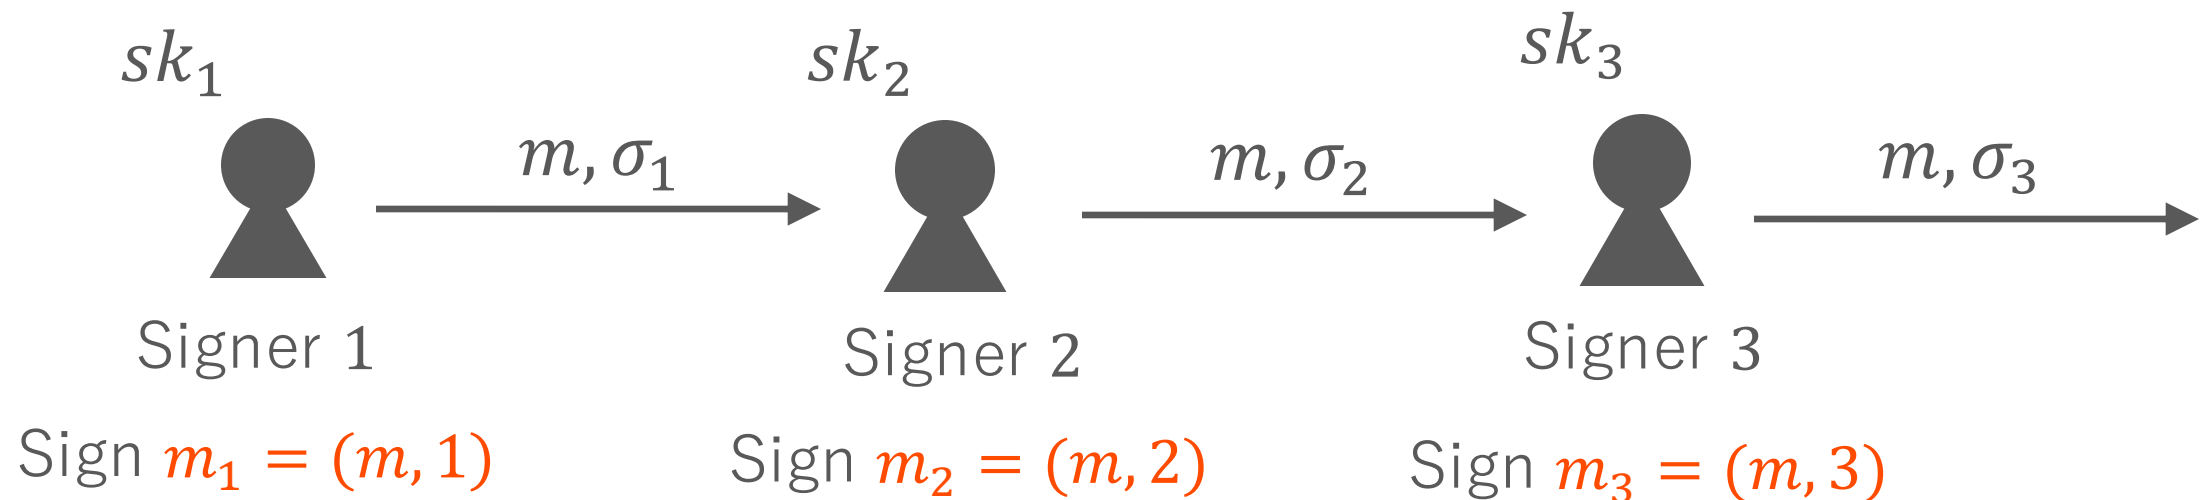 sk₁ sk₂ sk₃
m, σ₁ m, σ₂ m, σ₃
Signer 1 Signer 2 Signer 3
Sign m₁ = (m, 1) Sign m₂ = (m, 2) Sign m₃ = (m, 3)